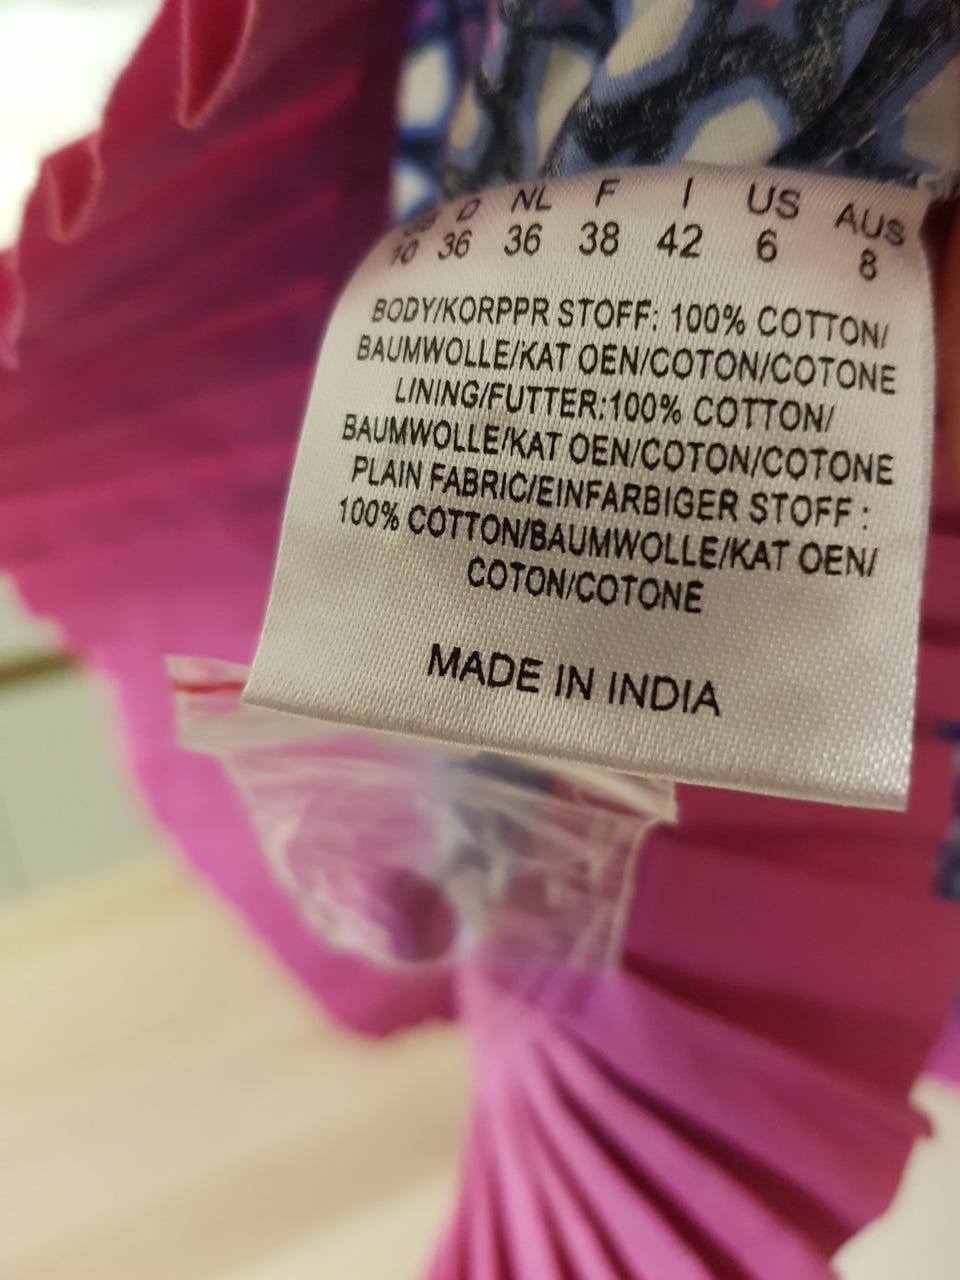 GB D NL F I US AUS
10 36 36 38 42 6 8
BODY/KORPPR STOFF: 100% COTTON/
BAUMWOLLE/KAT OEN/COTON/COTONE
LINING/FUTTER:100% COTTON/
BAUMWOLLE/KAT OEN/COTON/COTONE
PLAIN FABRIC/EINFARBIGER STOFF :
100% COTTON/BAUMWOLLE/KAT OEN/
COTON/COTONE
MADE IN INDIA